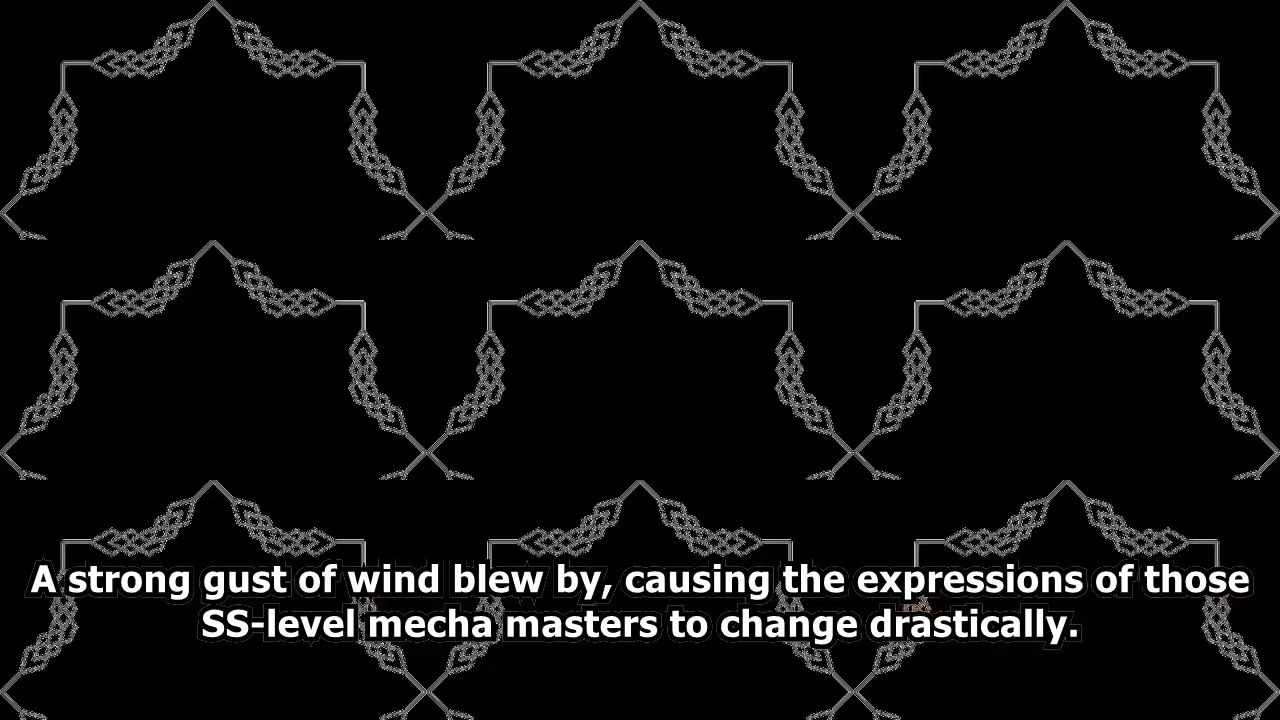 A strong gust of wind blew by, causing the expressions of those
SS-level mecha masters to change drastically.